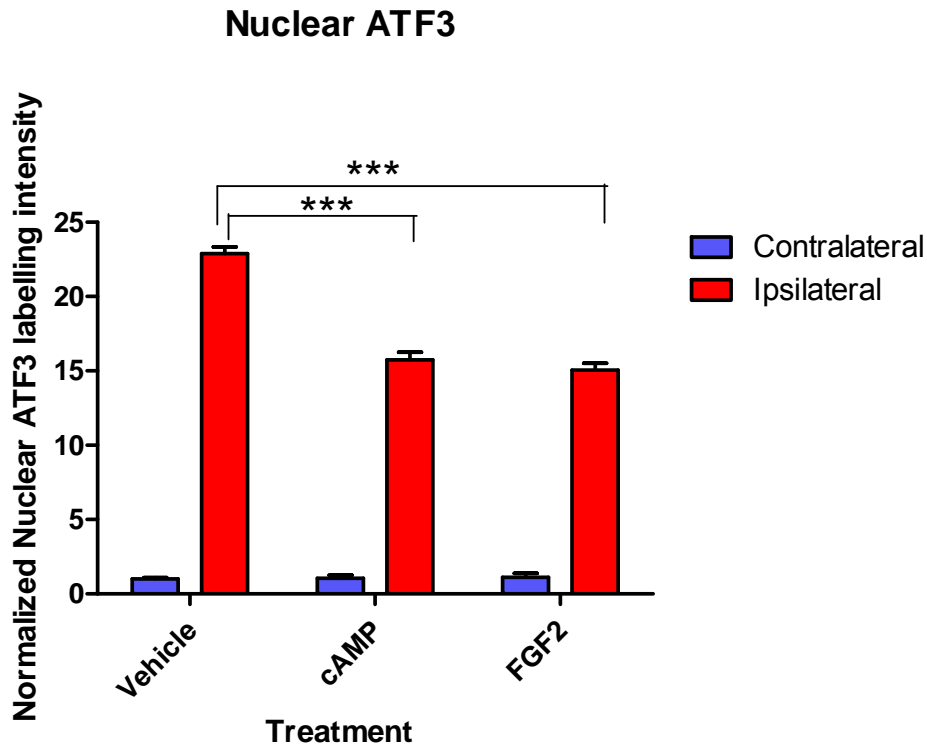 Nuclear ATF3
Normalized Nuclear ATF3 labelling intensity
***
***
25
20
15
10
5
0
Contralateral
Ipsilateral
Vehicle
cAMP
FGF2
Treatment